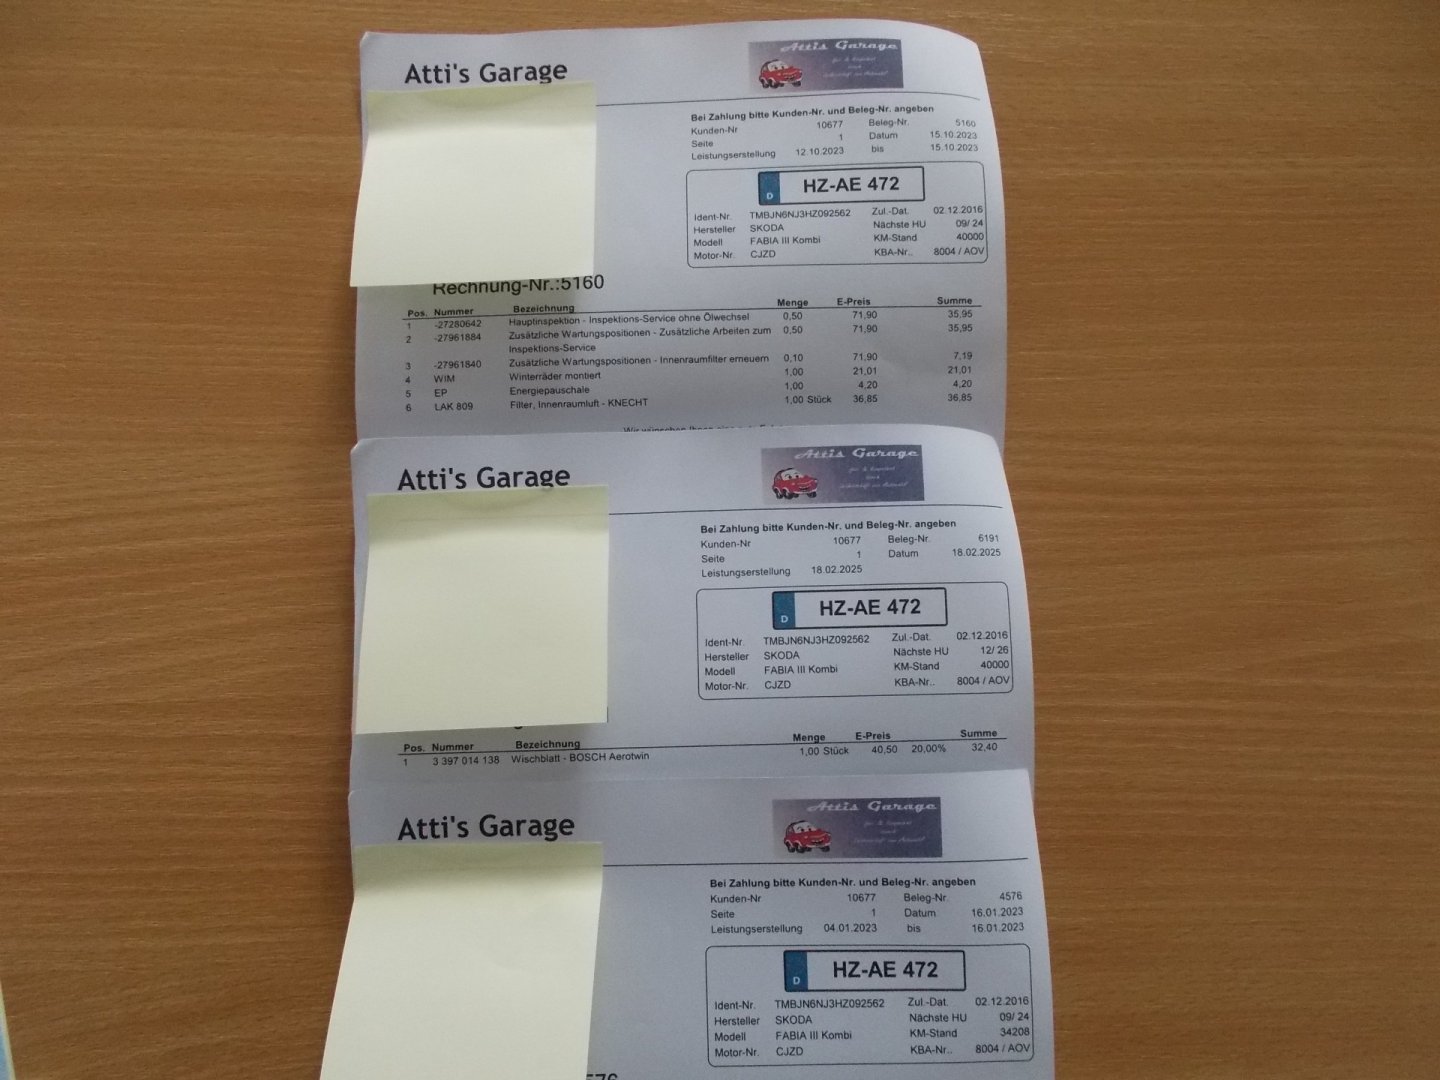 Atti's Garage
Attis Garage
Bei Zahlung bitte Kunden-Nr. und Beleg-Nr. angeben
Kunden-Nr 10677 Beleg-Nr. 5160
Seite 1 Datum 15.10.2023
Leistungserstellung 12.10.2023 bis 15.10.2023
D HZ-AE 472
Ident-Nr. TMBJN6NJ3HZ092562 Zul.-Dat. 02.12.2016
Hersteller SKODA Nächste HU 09/ 24
Modell FABIA III Kombi KM-Stand 40000
Motor-Nr. CJZD KBA-Nr.. 8004 / AOV
Rechnung-Nr.:5160
Pos. Nummer Bezeichnung Menge E-Preis Summe
1 -27280642 Hauptinspektion - Inspektions-Service ohne Ölwechsel 0,50 71,90 35,95
2 -27961884 Zusätzliche Wartungspositionen - Zusätzliche Arbeiten zum 0,50 71,90 35,95
Inspektions-Service
3 -27961840 Zusätzliche Wartungspositionen - Innenraumfilter erneuern 0,10 71,90 7,19
4 WIM Winterräder montiert 1,00 21,01 21,01
5 EP Energiepauschale 1,00 4,20 4,20
6 LAK 809 Filter, Innenraumluft - KNECHT 1,00 Stück 36,85 36,85
Wir wünschen Ihnen eine gute
Atti's Garage
Attis Garage
Bei Zahlung bitte Kunden-Nr. und Beleg-Nr. angeben
Kunden-Nr 10677 Beleg-Nr. 6191
Seite 1 Datum 18.02.2025
Leistungserstellung 18.02.2025
D HZ-AE 472
Ident-Nr. TMBJN6NJ3HZ092562 Zul.-Dat. 02.12.2016
Hersteller SKODA Nächste HU 12/ 26
Modell FABIA III Kombi KM-Stand 40000
Motor-Nr. CJZD KBA-Nr.. 8004 / AOV
Pos. Nummer Bezeichnung Menge E-Preis Summe
1 3 397 014 138 Wischblatt - BOSCH Aerotwin 1,00 Stück 40,50 20,00% 32,40
Atti's Garage
Attis Garage
Bei Zahlung bitte Kunden-Nr. und Beleg-Nr. angeben
Kunden-Nr 10677 Beleg-Nr. 4576
Seite 1 Datum 16.01.2023
Leistungserstellung 04.01.2023 bis 16.01.2023
D HZ-AE 472
Ident-Nr. TMBJN6NJ3HZ092562 Zul.-Dat. 02.12.2016
Hersteller SKODA Nächste HU 09/ 24
Modell FABIA III Kombi KM-Stand 34208
Motor-Nr. CJZD KBA-Nr.. 8004 / AOV